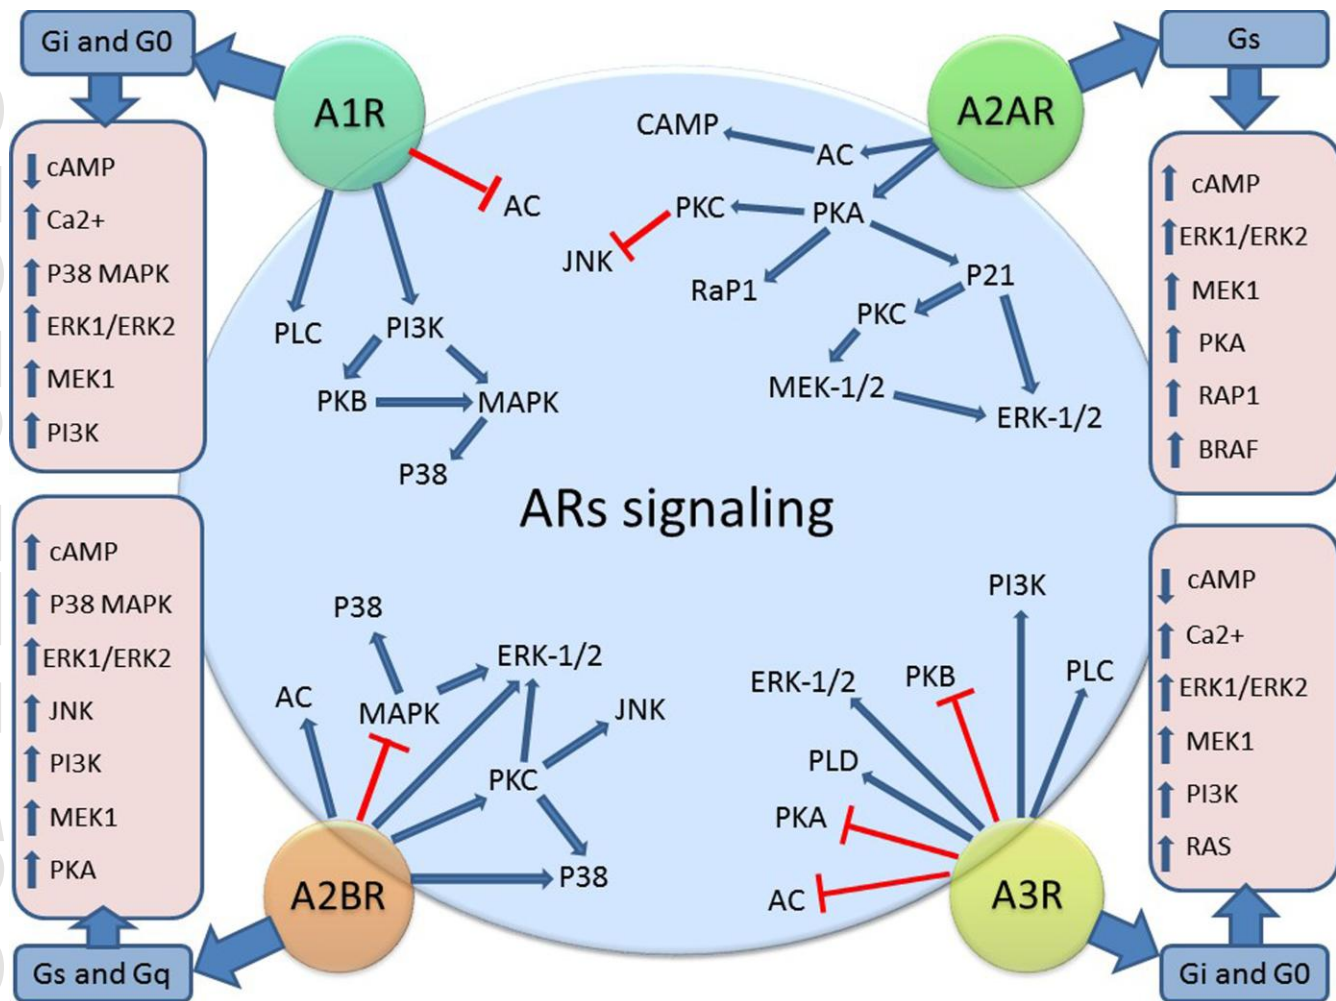 Gi and G0
A1R
A2AR
Gs
cAMP
Ca2+
P38 MAPK
ERK1/ERK2
MEK1
PI3K
AC
PLC
PI3K
PKB
MAPK
P38
CAMP
AC
PKC
PKA
JNK
RaP1
P21
PKC
MEK-1/2
ERK-1/2
cAMP
ERK1/ERK2
MEK1
PKA
RAP1
BRAF
ARs signaling
cAMP
P38 MAPK
ERK1/ERK2
JNK
PI3K
MEK1
PKA
P38
ERK-1/2
AC
MAPK
JNK
PKC
P38
A2BR
Gs and Gq
PI3K
PLC
PKB
ERK-1/2
PLD
PKA
AC
A3R
cAMP
Ca2+
ERK1/ERK2
MEK1
PI3K
RAS
Gi and G0